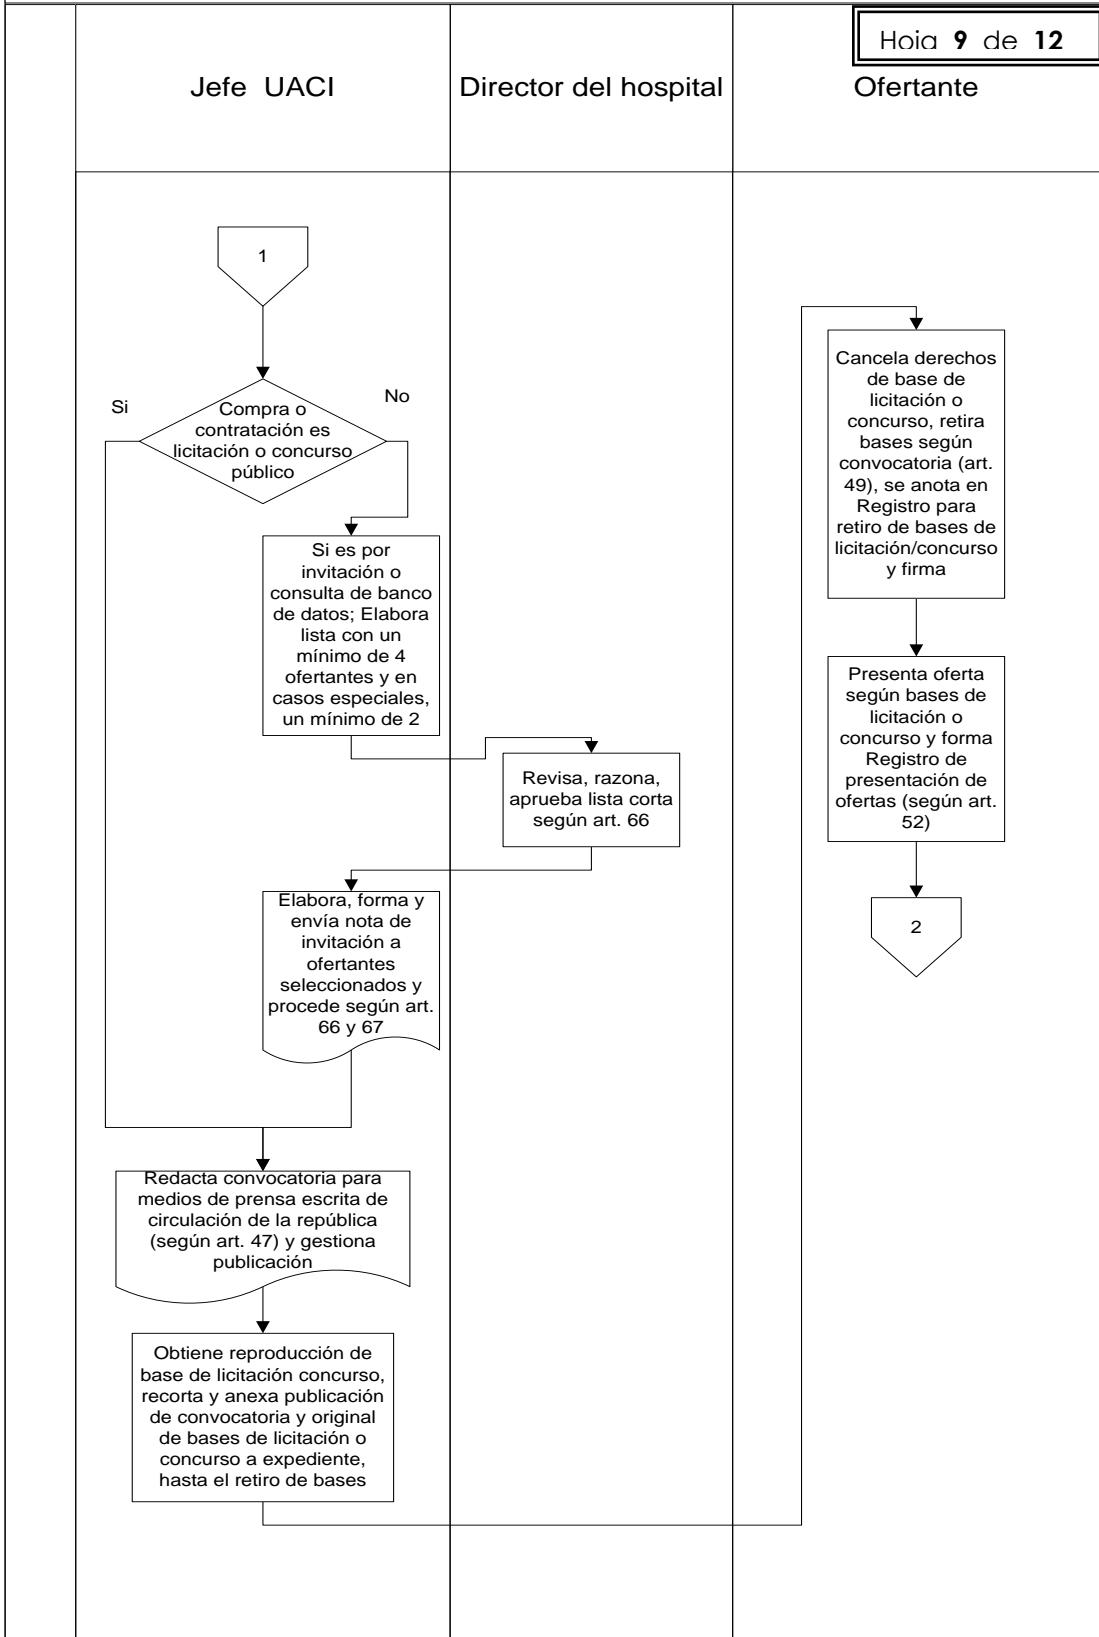 Hoja 9 de 12
Jefe UACI
Director del hospital
Ofertante
1
Si
No
Compra o
contratación es
licitación o concurso
público
Si es por
invitación o
consulta de banco
de datos; Elabora
lista con un
mínimo de 4
ofertantes y en
casos especiales,
un mínimo de 2
Revisa, razona,
aprueba lista corta
según art. 66
Elabora, forma y
envía nota de
invitación a
ofertantes
seleccionados y
procede según art.
66 y 67
Redacta convocatoria para
medios de prensa escrita de
circulación de la república
(según art. 47) y gestiona
publicación
Obtiene reproducción de
base de licitación concurso,
recorta y anexa publicación
de convocatoria y original
de bases de licitación o
concurso a expediente,
hasta el retiro de bases
Cancela derechos
de base de
licitación o
concurso, retira
bases según
convocatoria (art.
49), se anota en
Registro para
retiro de bases de
licitación/concurso
y firma
Presenta oferta
según bases de
licitación o
concurso y forma
Registro de
presentación de
ofertas (según art.
52)
2